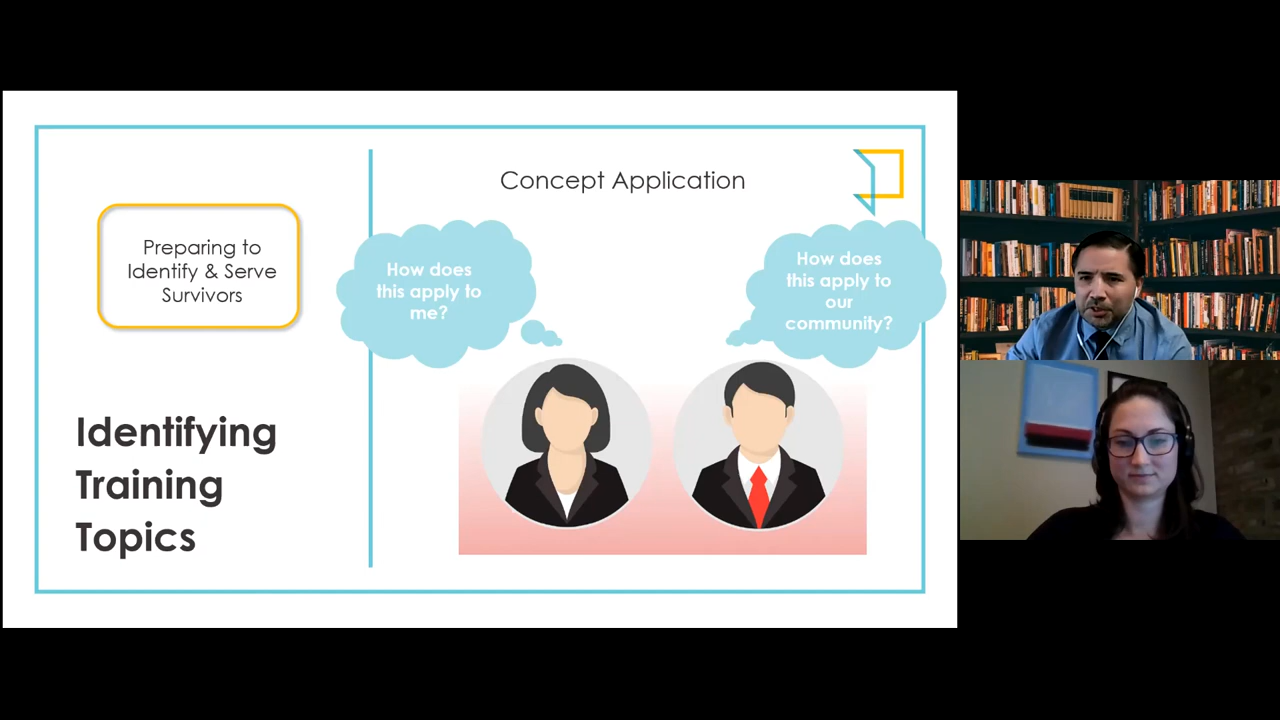 Preparing to
Identify & Serve
Survivors
Identifying
Training
Topics
Concept Application
How does
this apply to
me?
How does
this apply to
our
community?